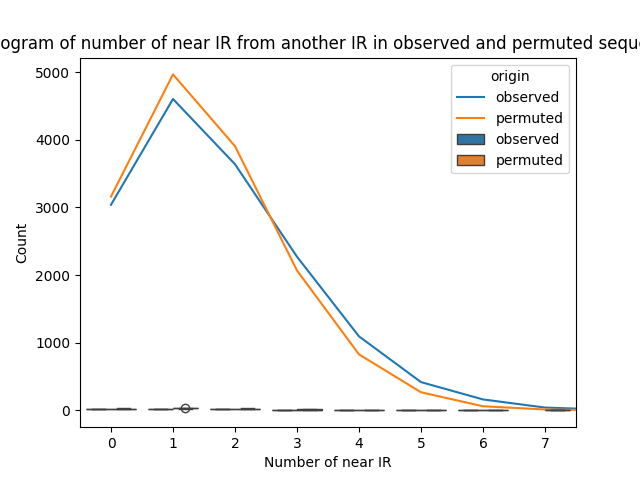 ogram of number of near IR from another IR in observed and permuted sequ
5000
4000
3000
2000
1000
0
Count
origin
observed
permuted
observed
permuted
0 1 2 3 4 5 6 7
Number of near IR